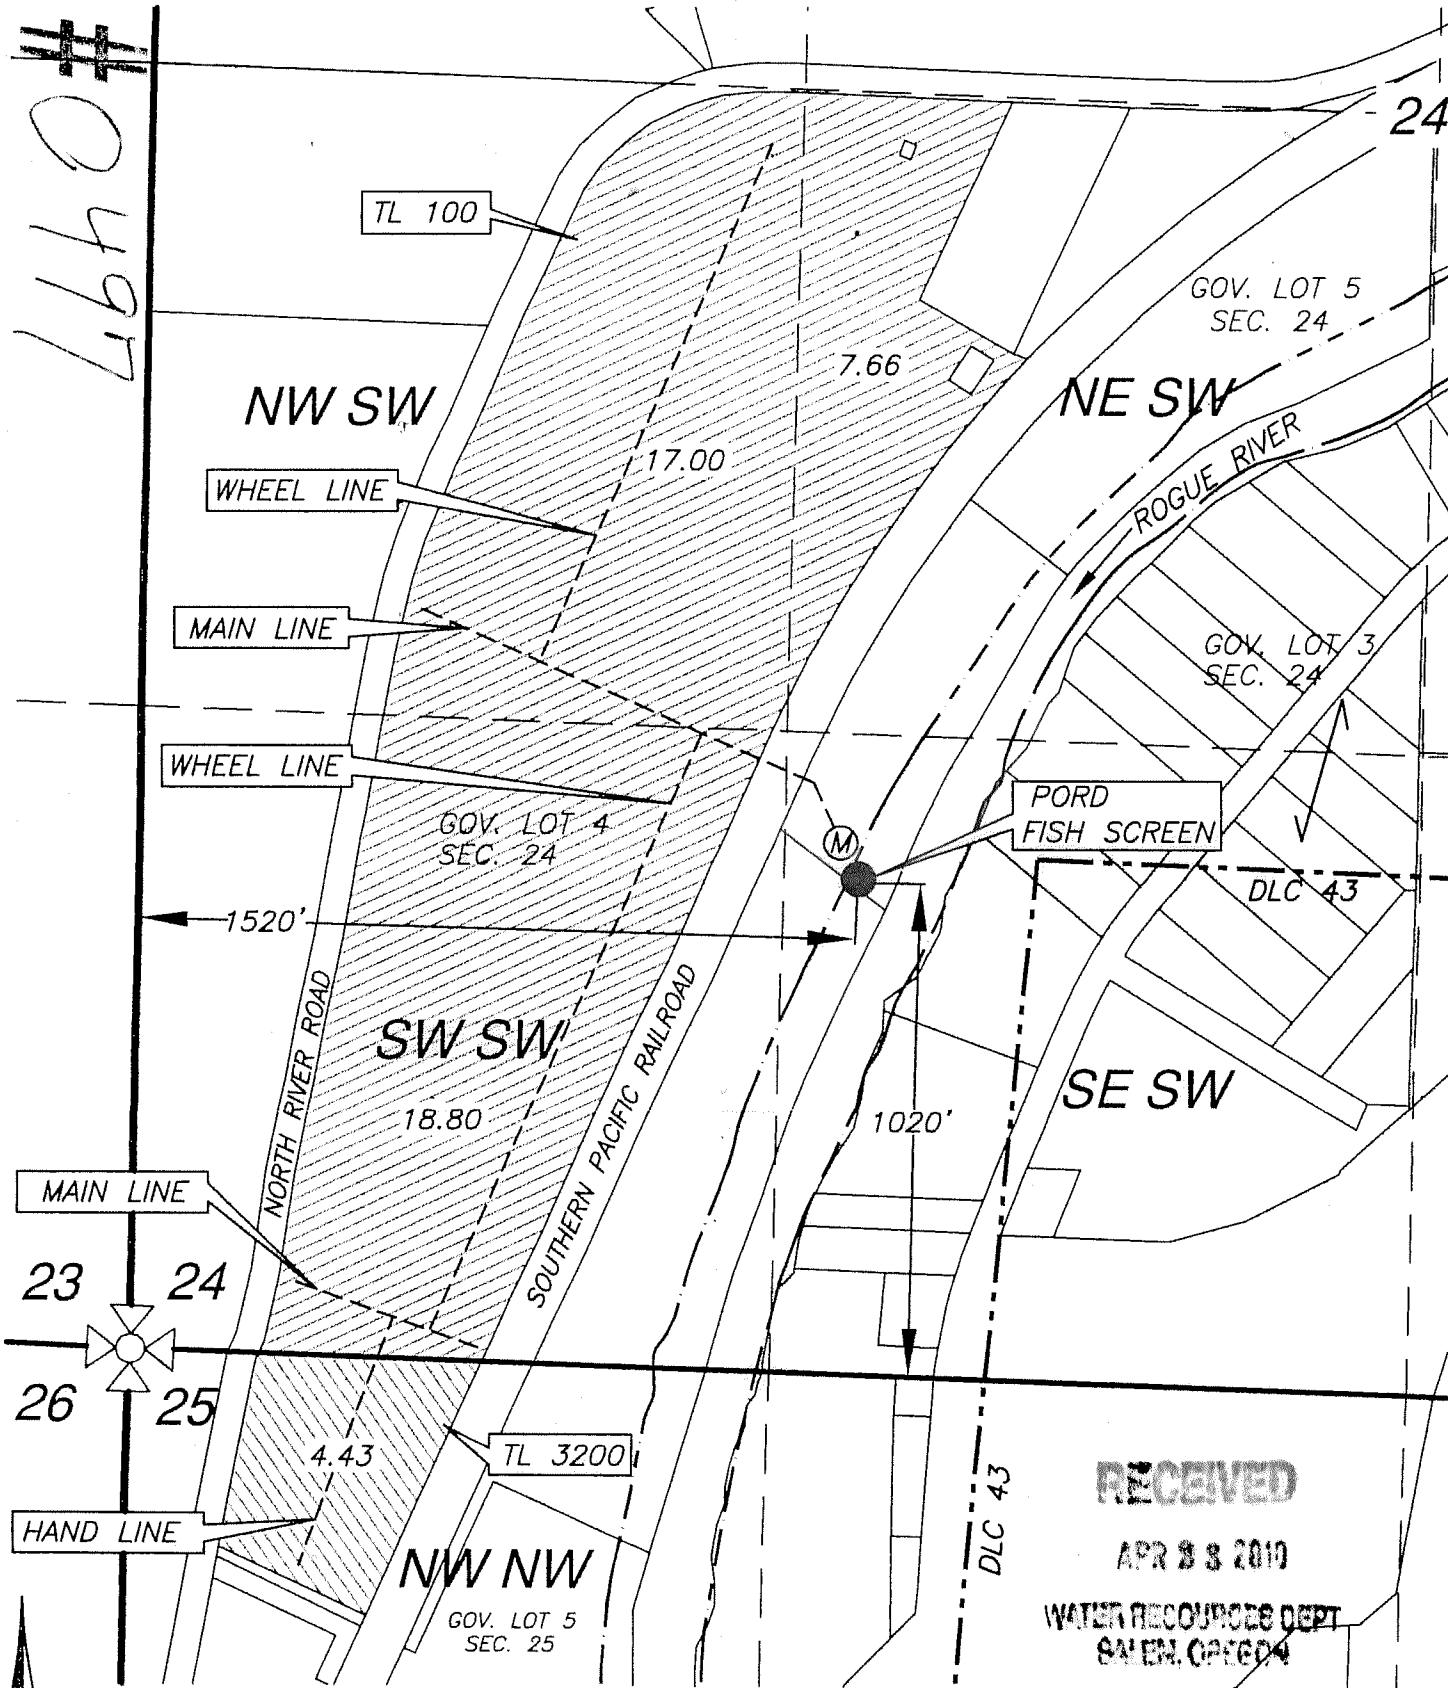 # 0497
24
TL 100
GOV. LOT 5
SEC. 24
7.66
NW SW
NE SW
17.00
WHEEL LINE
ROGUE RIVER
MAIN LINE
GOV. LOT 3
SEC. 24
WHEEL LINE
PORD
FISH SCREEN
GOV. LOT 4
SEC. 24
DLC 43
1520'
NORTH RIVER ROAD
SOUTHERN PACIFIC RAILROAD
SW SW
SE SW
18.80
1020'
MAIN LINE
23
24
26
25
4.43
TL 3200
HAND LINE
NW NW
GOV. LOT 5
SEC. 25
DLC 43
M
RECEIVED
APR 2010
WATER RESOURCES DEPT
SALEM, OREGON